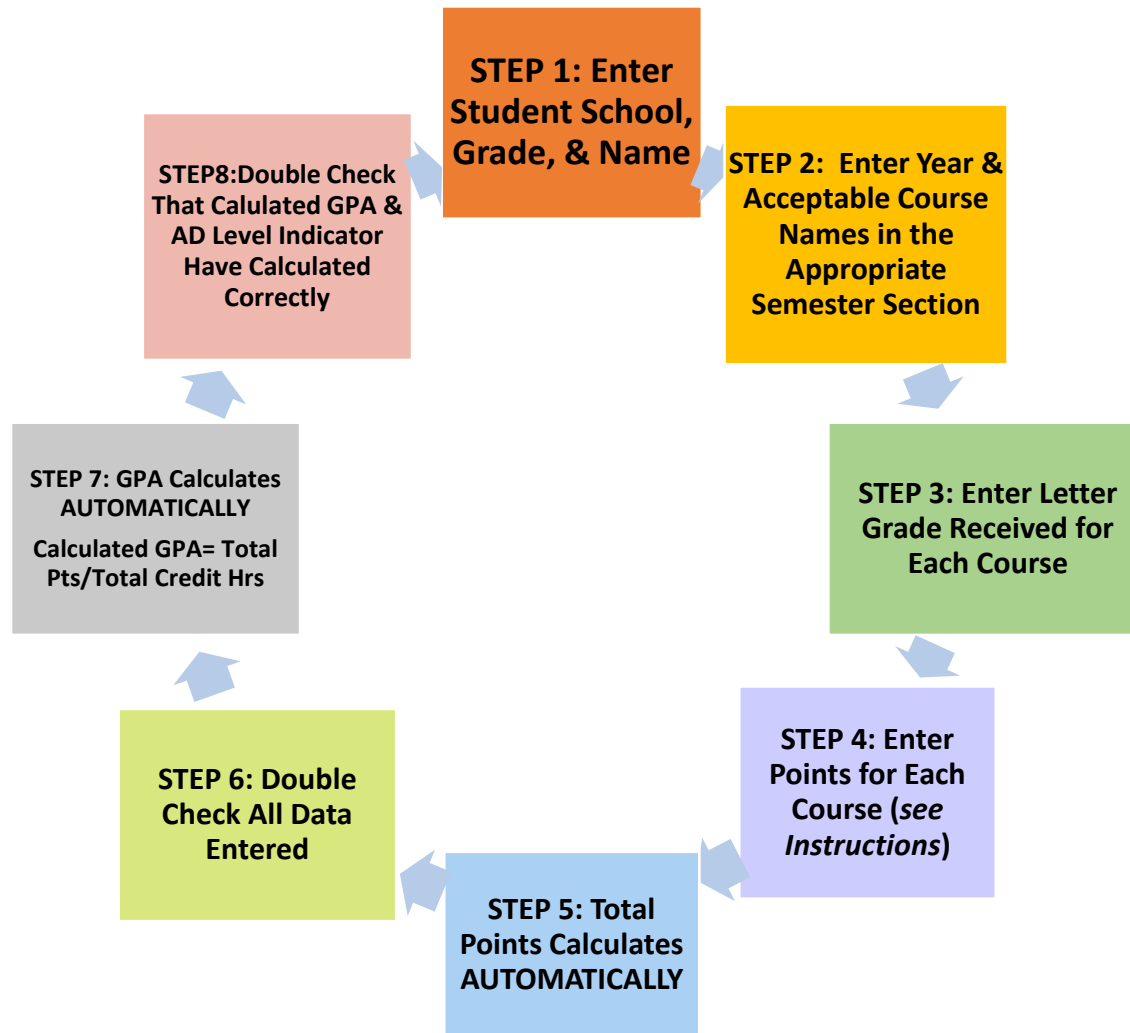 STEP 1: Enter
Student School,
Grade, & Name
STEP 2:  Enter Year &
Acceptable Course
Names in the
Appropriate
Semester Section
STEP 3: Enter Letter
Grade Received for
Each Course
STEP 4: Enter
Points for Each
Course (see
Instructions)
STEP 5: Total
Points Calculates
AUTOMATICALLY
STEP 6: Double
Check All Data
Entered
STEP 7: GPA Calculates
AUTOMATICALLY
Calculated GPA= Total
Pts/Total Credit Hrs
STEP8:Double Check
That Calulated GPA &
AD Level Indicator
Have Calculated
Correctly